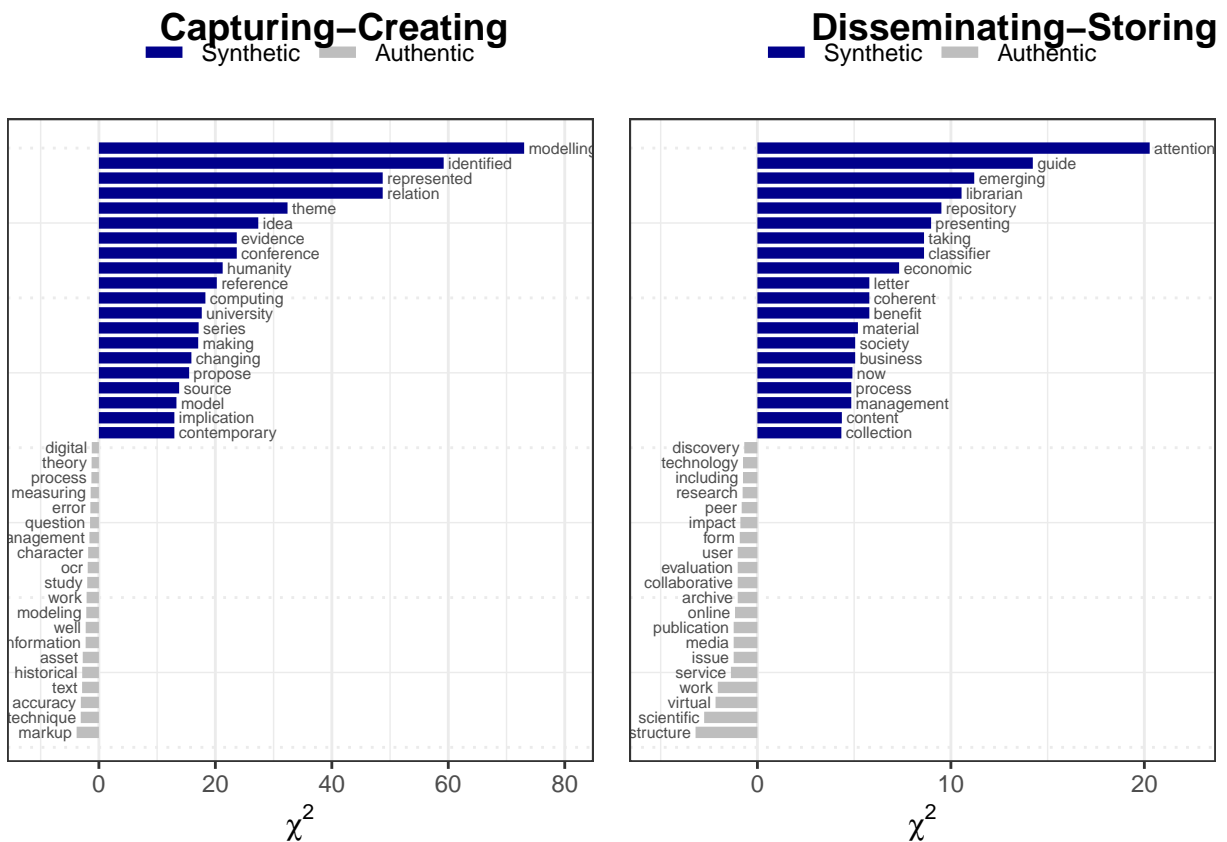 Capturing–Creating
Synthetic Authentic
modelling
identified
represented
relation
theme
idea
evidence
conference
humanity
reference
computing
university
series
making
changing
propose
source
model
implication
contemporary
digital
theory
process
measuring
error
question
anagement
character
ocr
study
work
modeling
well
nformation
asset
historical
text
accuracy
technique
markup
0 20 40 60 80
χ²
Disseminating–Storing
Synthetic Authentic
attention
guide
emerging
librarian
repository
presenting
taking
classifier
economic
letter
coherent
benefit
material
society
business
now
process
management
content
collection
discovery
technology
including
research
peer
impact
form
user
evaluation
collaborative
archive
online
publication
media
issue
service
work
virtual
scientific
structure
0 10 20
χ²